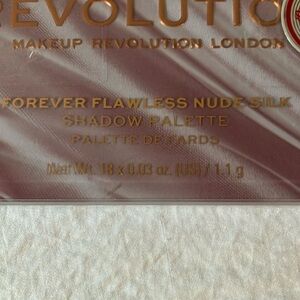 REVOLUTIO
MAKEUP REVOLUTION LONDON
FOREVER FLAWLESS NUDE SILK
SHADOW PALETTE
PALETTE DE FARDS
Net Wt. 18 x 0.03 oz. (US) / 1.1 g